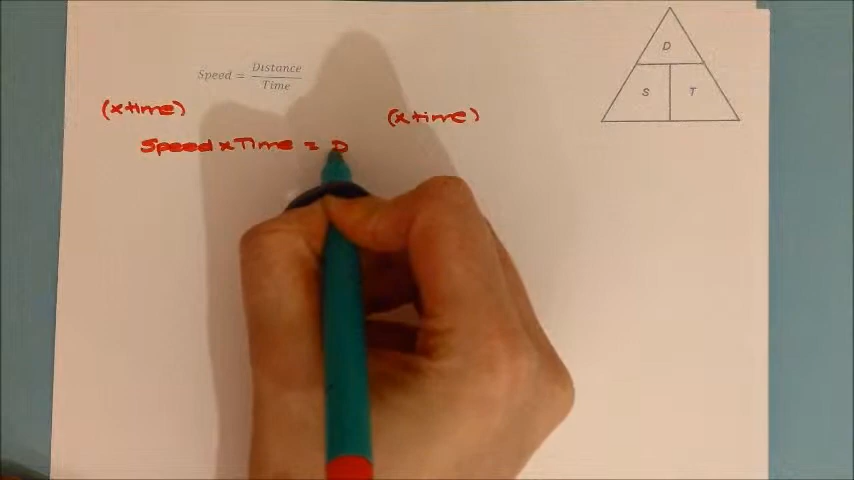 Speed = Distance / Time
(x time) (x time)
Speed x Time = D
D
S T